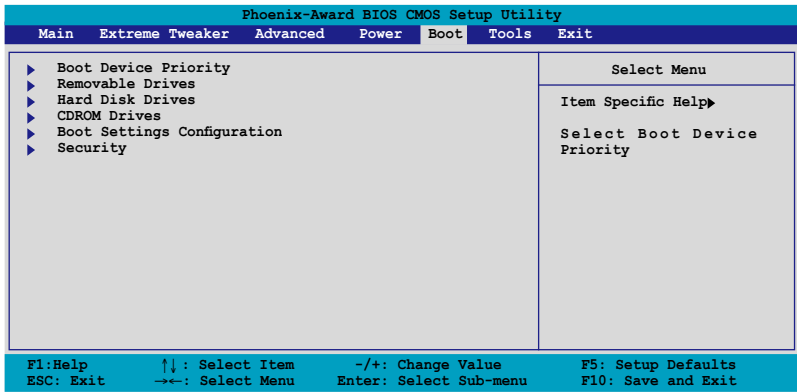 Phoenix-Award BIOS CMOS Setup Utility
Main Extreme Tweaker Advanced Power Boot Tools Exit
Boot Device Priority
Removable Drives
Hard Disk Drives
CDROM Drives
Boot Settings Configuration
Security
Select Menu
Item Specific Help
Select Boot Device
Priority
F1:Help ↑↓: Select Item -/+: Change Value F5: Setup Defaults
ESC: Exit →←: Select Menu Enter: Select Sub-menu F10: Save and Exit